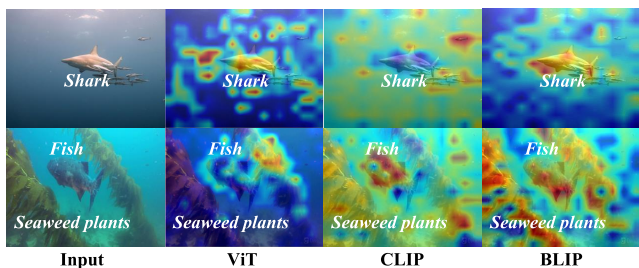 Shark Shark Shark Shark
Fish Fish Fish Fish
Seaweed plants Seaweed plants Seaweed plants Seaweed plants
Input ViT CLIP BLIP